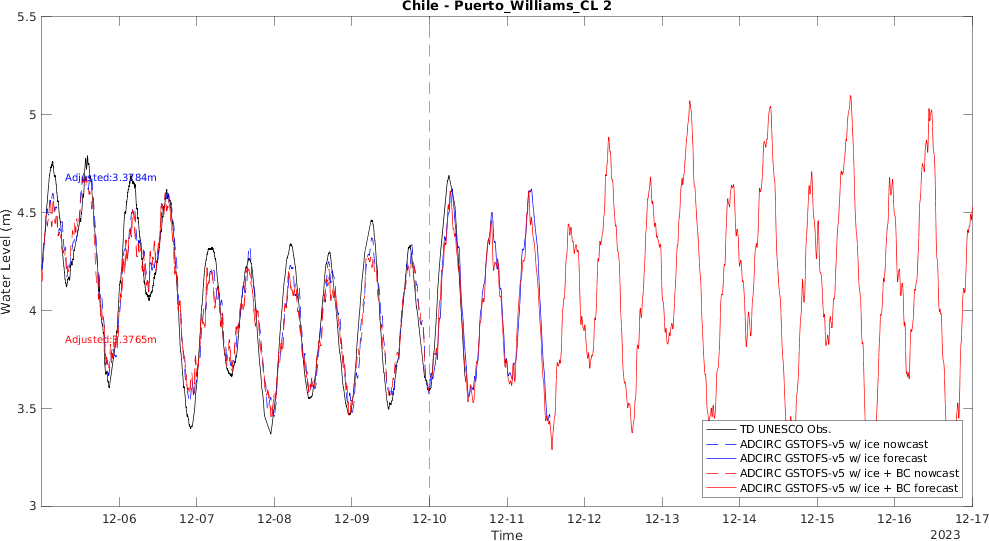 Chile - Puerto_Williams_CL 2
5.5
5
4.5
4
3.5
3
Water Level (m)
Adjusted:3.3784m
Adjusted:3.3765m
TD UNESCO Obs.
ADCIRC GSTOFS-v5 w/ ice nowcast
ADCIRC GSTOFS-v5 w/ ice forecast
ADCIRC GSTOFS-v5 w/ ice + BC nowcast
ADCIRC GSTOFS-v5 w/ ice + BC forecast
12-06 12-07 12-08 12-09 12-10 12-11 12-12 12-13 12-14 12-15 12-16 12-17
Time
2023